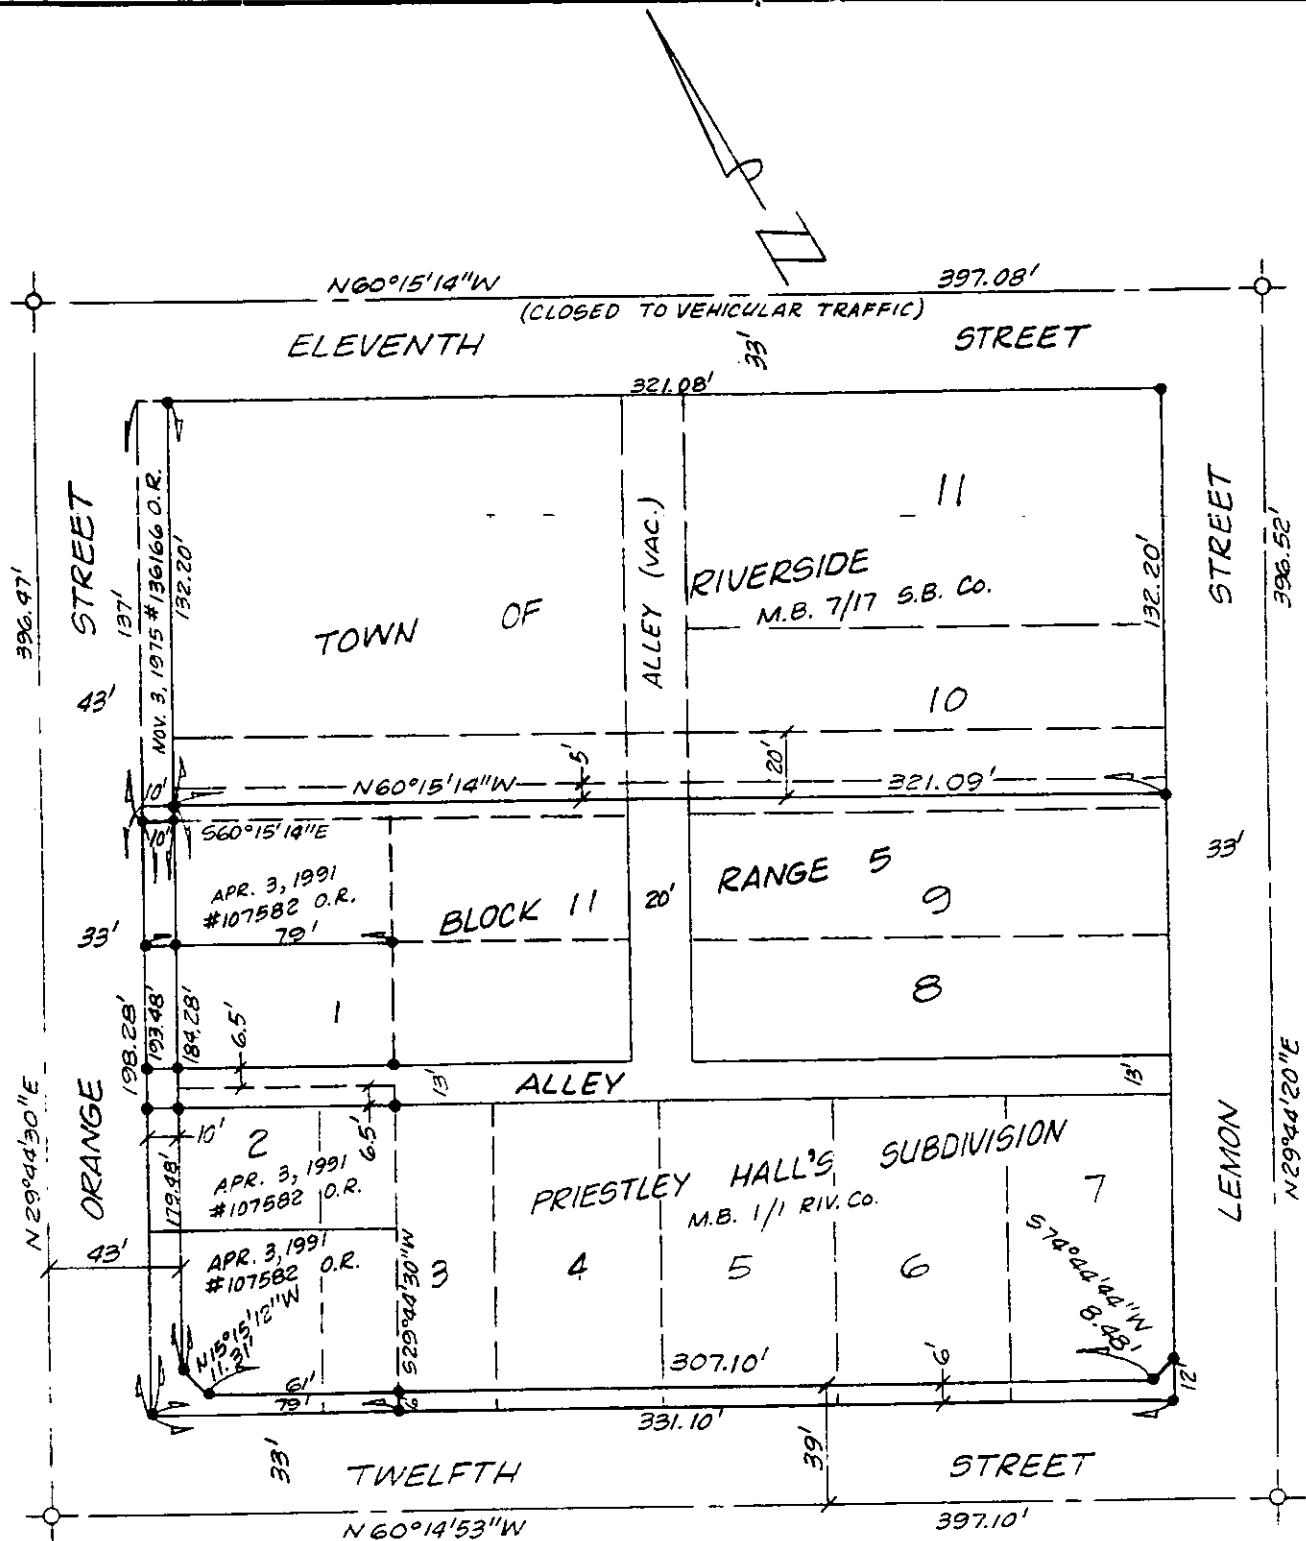 N
N60°15'14"W 397.08'
(CLOSED TO VEHICULAR TRAFFIC)
ELEVENTH STREET
33'
321.08'
STREET
ORANGE
396.47'
N29°44'30"E
137'
NOV. 3, 1975 #136166 O.R.
132.20'
43'
TOWN OF
ALLEY (VAC.)
RIVERSIDE
M.B. 7/17 S.B. Co.
11
10
132.20'
STREET
396.52'
10'
N60°15'14"W
5'
20'
321.09'
10'
S60°15'14"E
APR. 3, 1991
#107582 O.R.
79'
BLOCK 11
20'
RANGE 5
9
33'
33'
8
198.28'
193.48'
184.28'
6.5'
1
13'
ALLEY
13'
10'
2
6.5'
APR. 3, 1991
#107582 O.R.
179.48'
PRIESTLEY HALL'S SUBDIVISION
M.B. 1/1 RIV. Co.
7
LEMON
N29°44'20"E
43'
APR. 3, 1991
#107582 O.R.
S29°44'30"W
3
4
5
6
S74°44'44"W
8.48'
N15°15'12"W
11.31'
307.10'
6'
12'
61'
79'
6'
331.10'
33'
39'
TWELFTH STREET
N60°14'53"W 397.10'